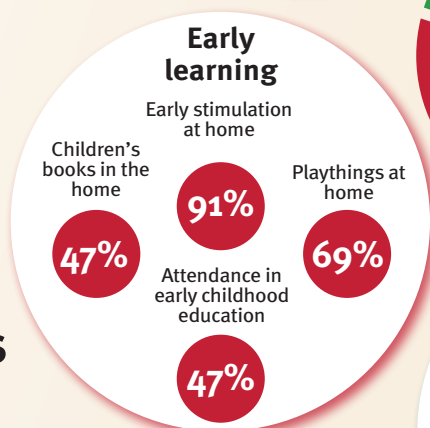 Early
learning
Early stimulation
at home
91%
Children’s
books in the
home
47%
Playthings at
home
69%
Attendance in
early childhood
education
47%
s